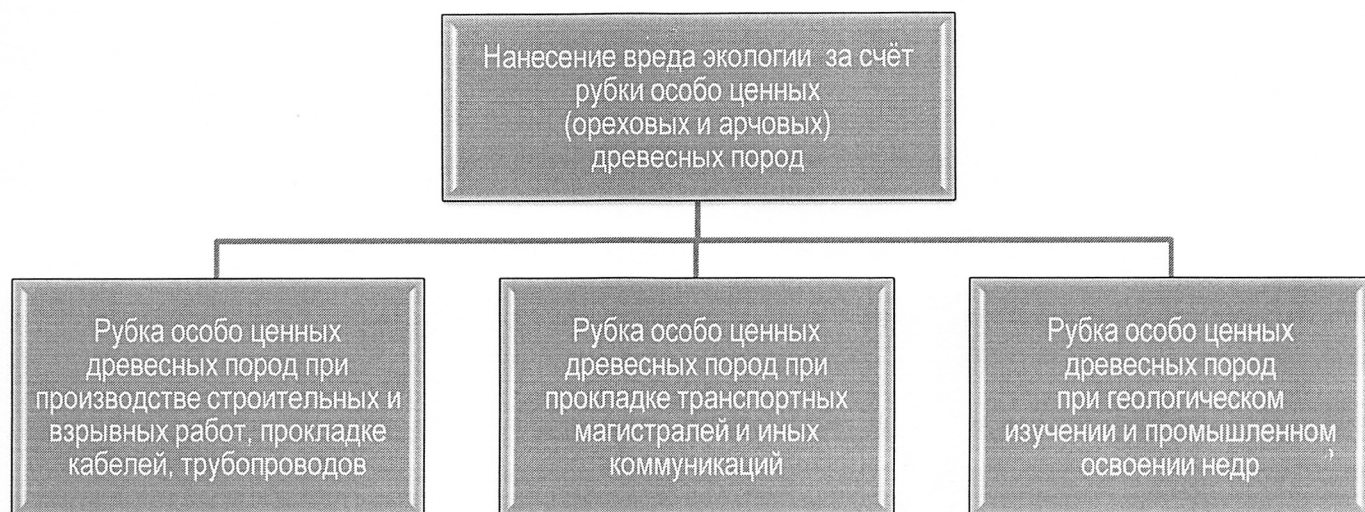 Нанесение вреда экологии за счёт
рубки особо ценных
(ореховых и арчовых)
древесных пород
Рубка особо ценных
древесных пород при
производстве строительных и
взрывных работ, прокладке
кабелей, трубопроводов
Рубка особо ценных
древесных пород при
прокладке транспортных
магистралей и иных
коммуникаций
Рубка особо ценных
древесных пород
при геологическом
изучении и промышленном
освоении недр